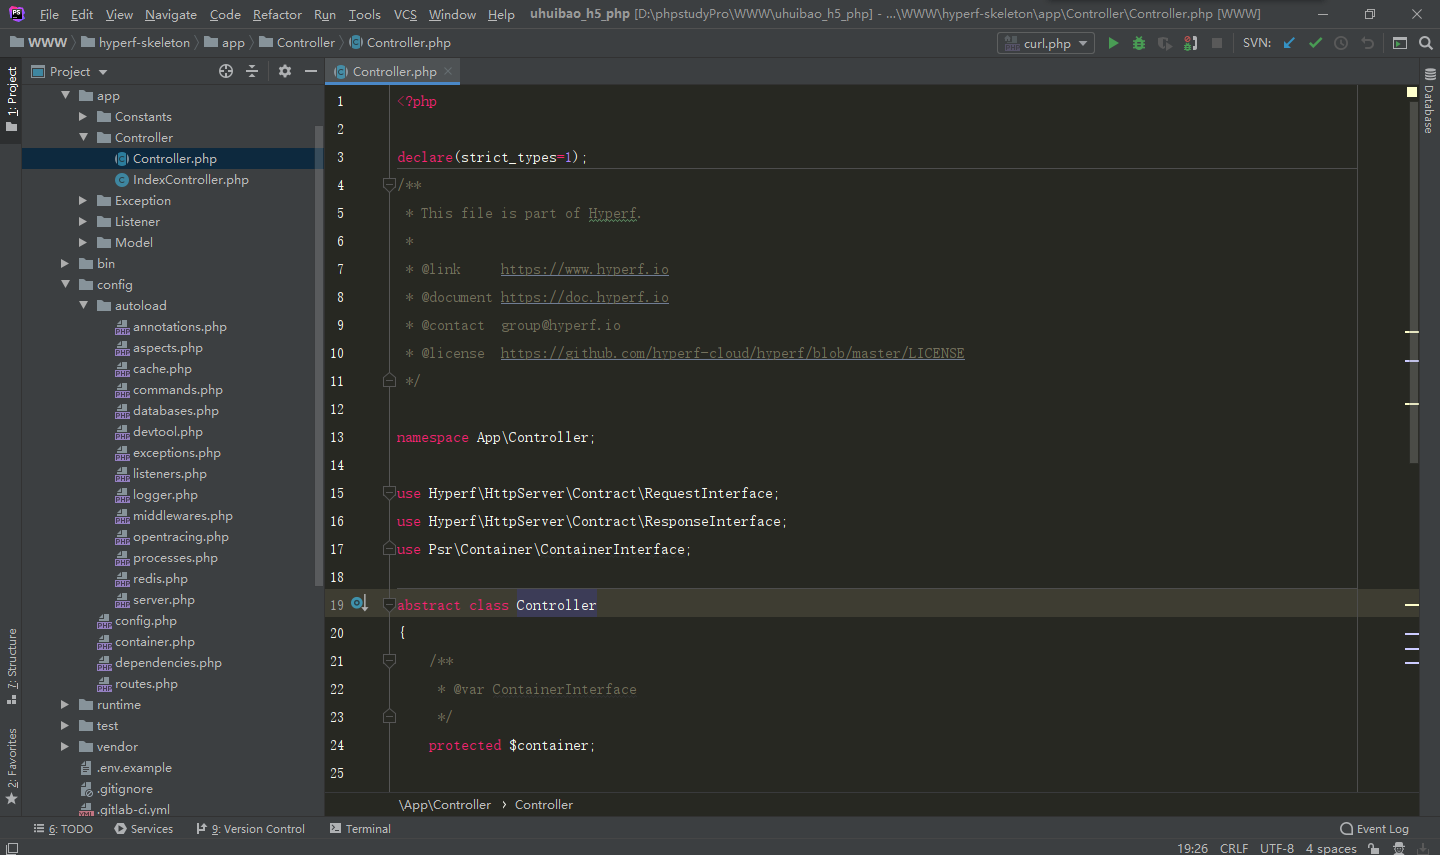 File Edit View Navigate Code Refactor Run Tools VCS Window Help uhuibao_h5_php [D:\phpstudyPro\WWW\uhuibao_h5_php] - ...\WWW\hyperf-skeleton\app\Controller\Controller.php [WWW]
WWW hyperf-skeleton app Controller Controller.php curl.php SVN:
1: Project
7: Structure
2: Favorites
Project
app
Constants
Controller
Controller.php
IndexController.php
Exception
Listener
Model
bin
config
autoload
annotations.php
aspects.php
cache.php
commands.php
databases.php
devtool.php
exceptions.php
listeners.php
logger.php
middlewares.php
opentracing.php
processes.php
redis.php
server.php
config.php
container.php
dependencies.php
routes.php
runtime
test
vendor
.env.example
.gitignore
.gitlab-ci.yml
Controller.php
1 <?php
2
3 declare(strict_types=1);
4 /**
5 * This file is part of Hyperf.
6 *
7 * @link     https://www.hyperf.io
8 * @document https://doc.hyperf.io
9 * @contact  group@hyperf.io
10 * @license  https://github.com/hyperf-cloud/hyperf/blob/master/LICENSE
11 */
12
13 namespace App\Controller;
14
15 use Hyperf\HttpServer\Contract\RequestInterface;
16 use Hyperf\HttpServer\Contract\ResponseInterface;
17 use Psr\Container\ContainerInterface;
18
19 abstract class Controller
20 {
21     /**
22      * @var ContainerInterface
23      */
24     protected $container;
25
\App\Controller › Controller
Database
6: TODO Services 9: Version Control Terminal Event Log
19:26 CRLF UTF-8 4 spaces